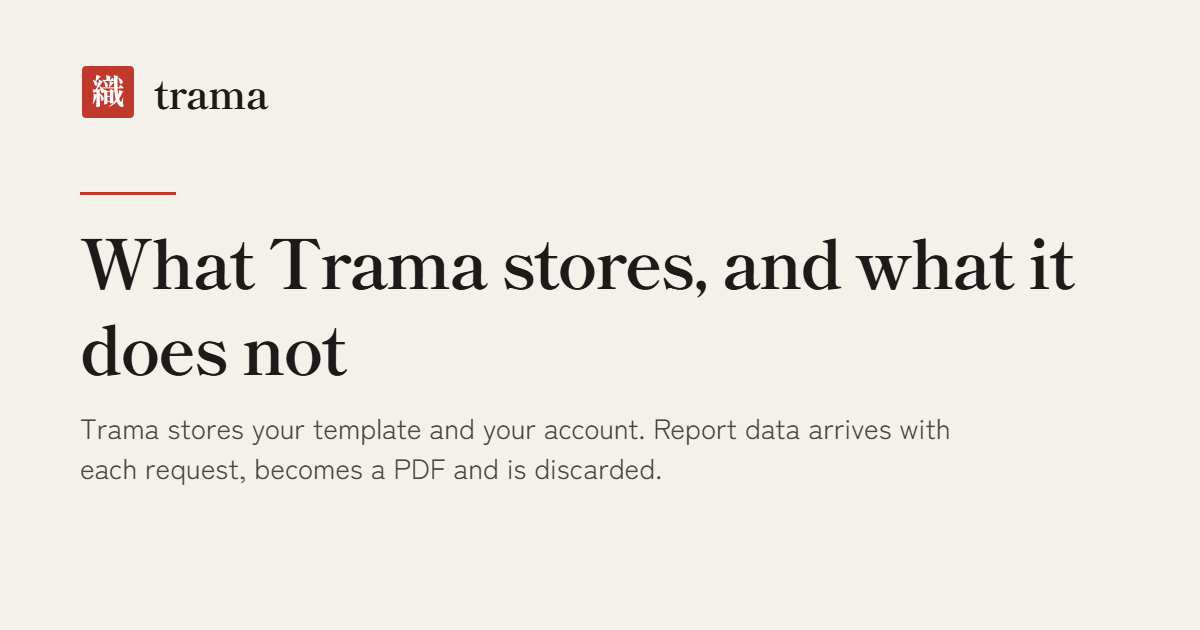 織 trama
What Trama stores, and what it
does not
Trama stores your template and your account. Report data arrives with
each request, becomes a PDF and is discarded.